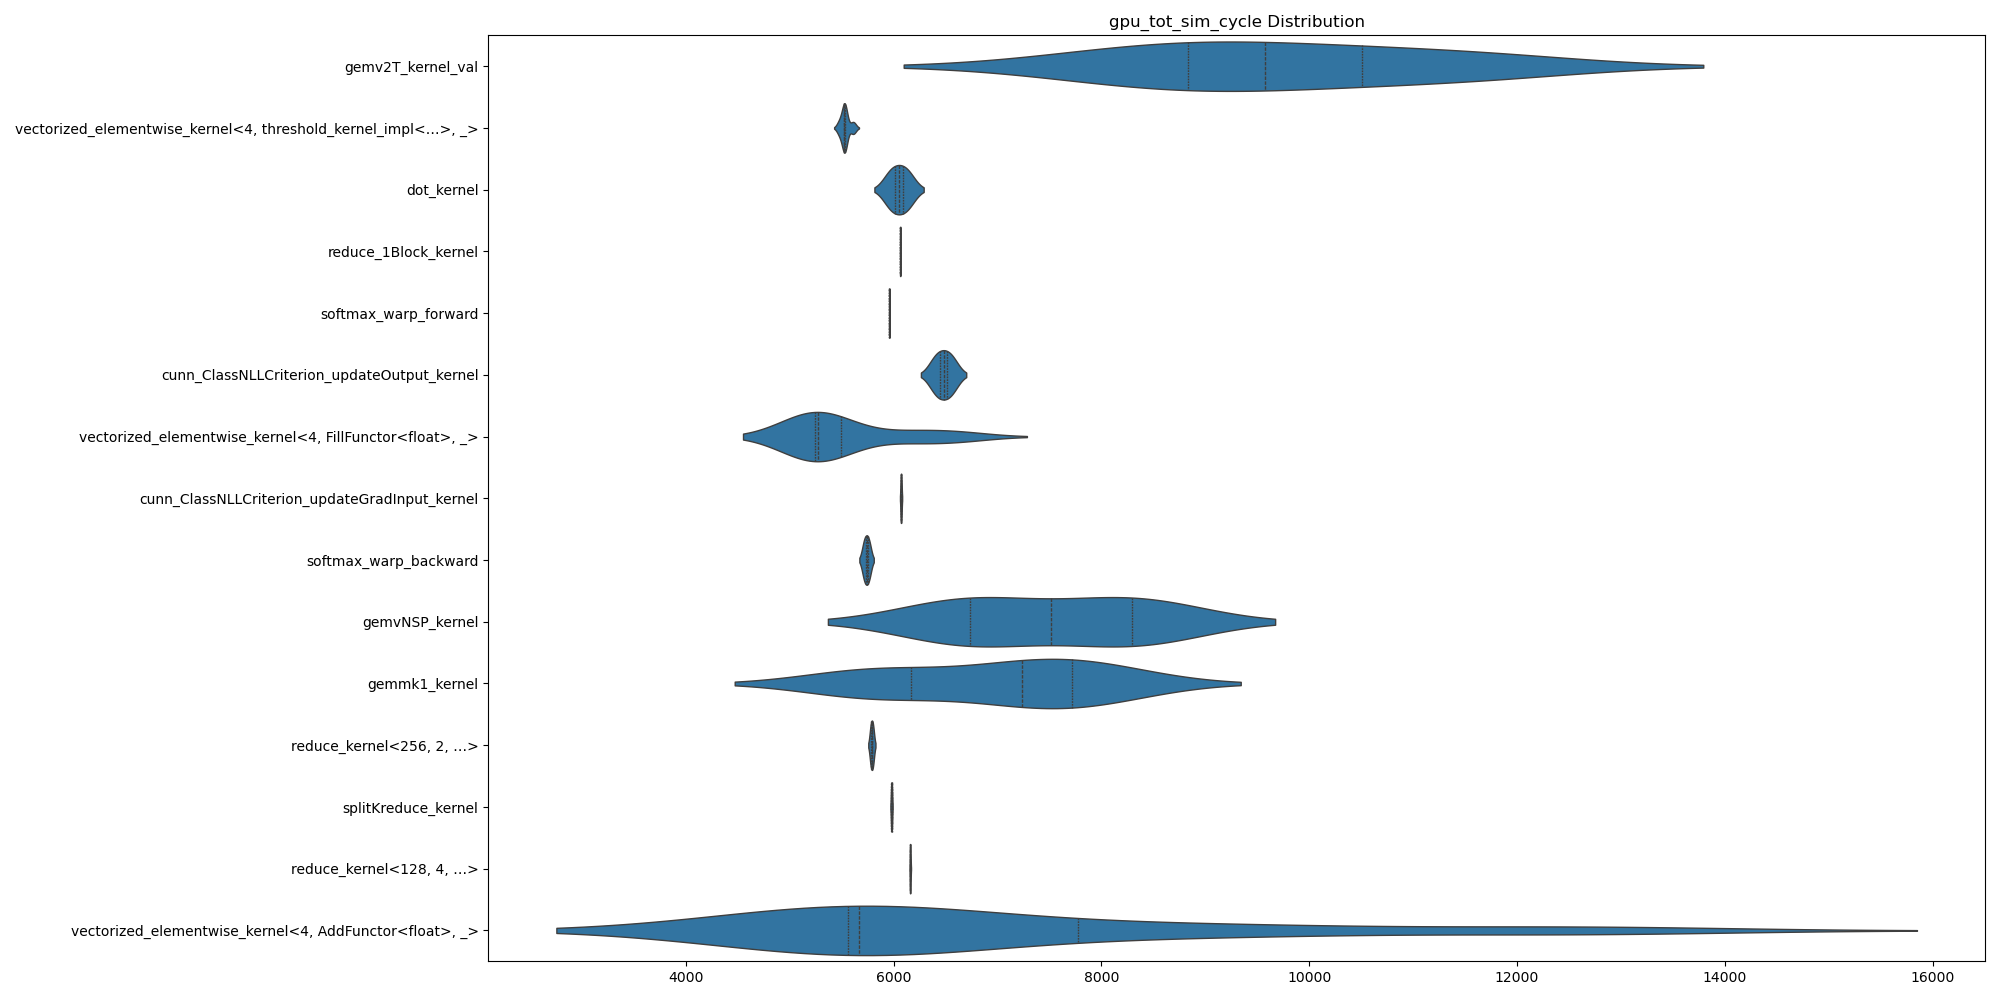 gpu_tot_sim_cycle Distribution
gemv2T_kernel_val
vectorized_elementwise_kernel<4, threshold_kernel_impl<...>, _>
dot_kernel
reduce_1Block_kernel
softmax_warp_forward
cunn_ClassNLLCriterion_updateOutput_kernel
vectorized_elementwise_kernel<4, FillFunctor<float>, _>
cunn_ClassNLLCriterion_updateGradInput_kernel
softmax_warp_backward
gemvNSP_kernel
gemmk1_kernel
reduce_kernel<256, 2, ...>
splitKreduce_kernel
reduce_kernel<128, 4, ...>
vectorized_elementwise_kernel<4, AddFunctor<float>, _>
4000 6000 8000 10000 12000 14000 16000